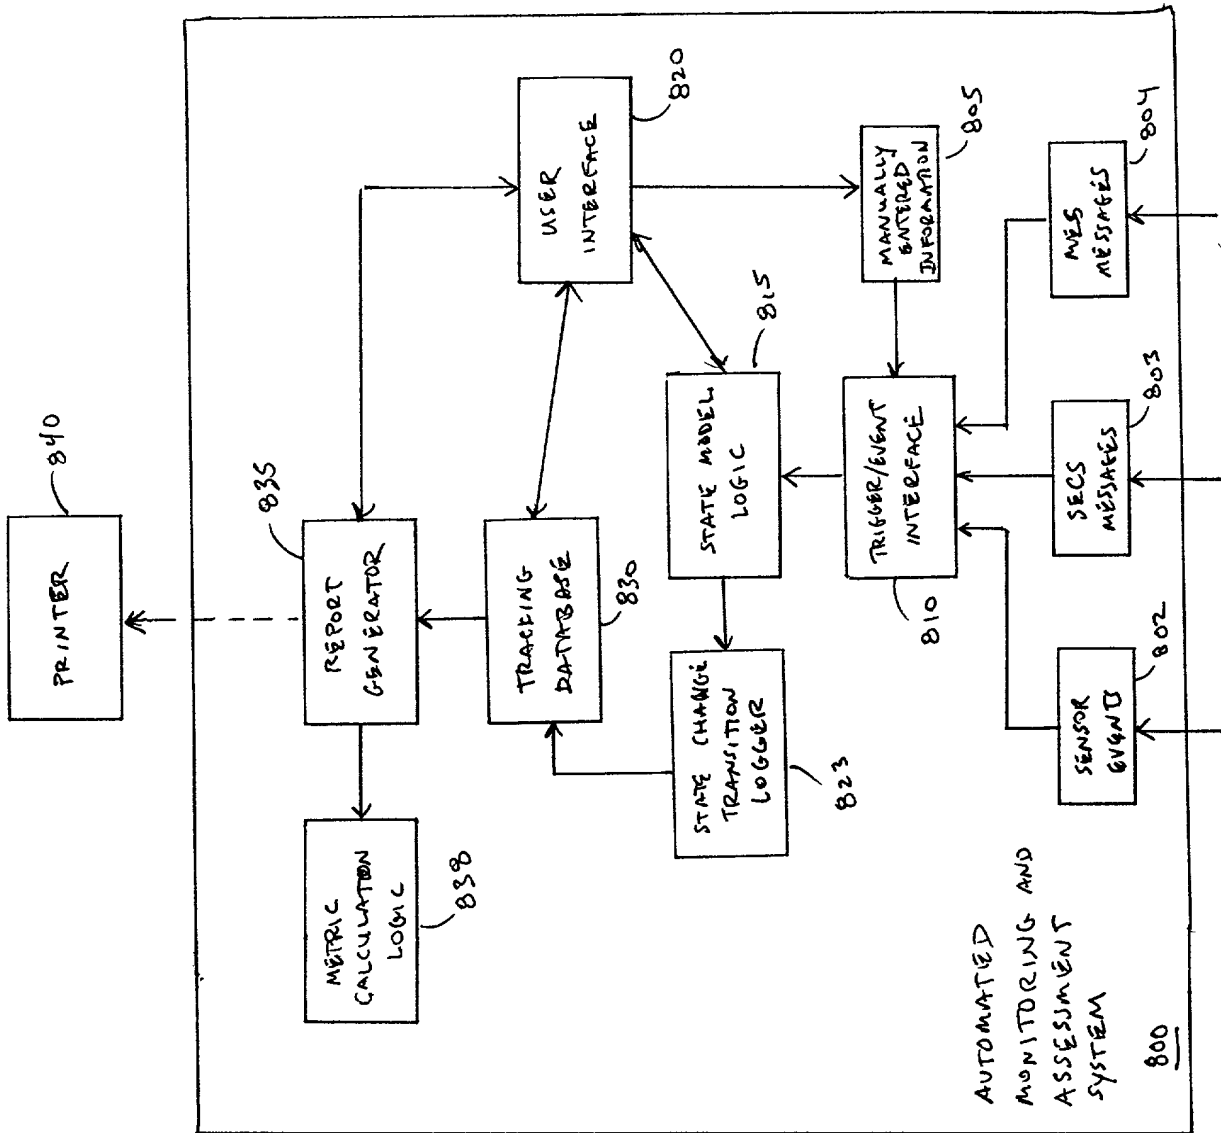 PRINTER
840
835
REPORT
GENERATOR
METRIC
CALCULATION
LOGIC
838
TRACKING
DATABASE
830
USER
INTERFACE
820
STATE CHANGE
TRANSITION
LOGGER
823
STATE MODEL
LOGIC
815
MANUALLY
ENTERED
INFORMATION
805
TRIGGER/EVENT
INTERFACE
810
SENSOR
EVENTS
802
SECS
MESSAGES
803
MES
MESSAGES
804
AUTOMATED
MONITORING AND
ASSESSMENT
SYSTEM
800